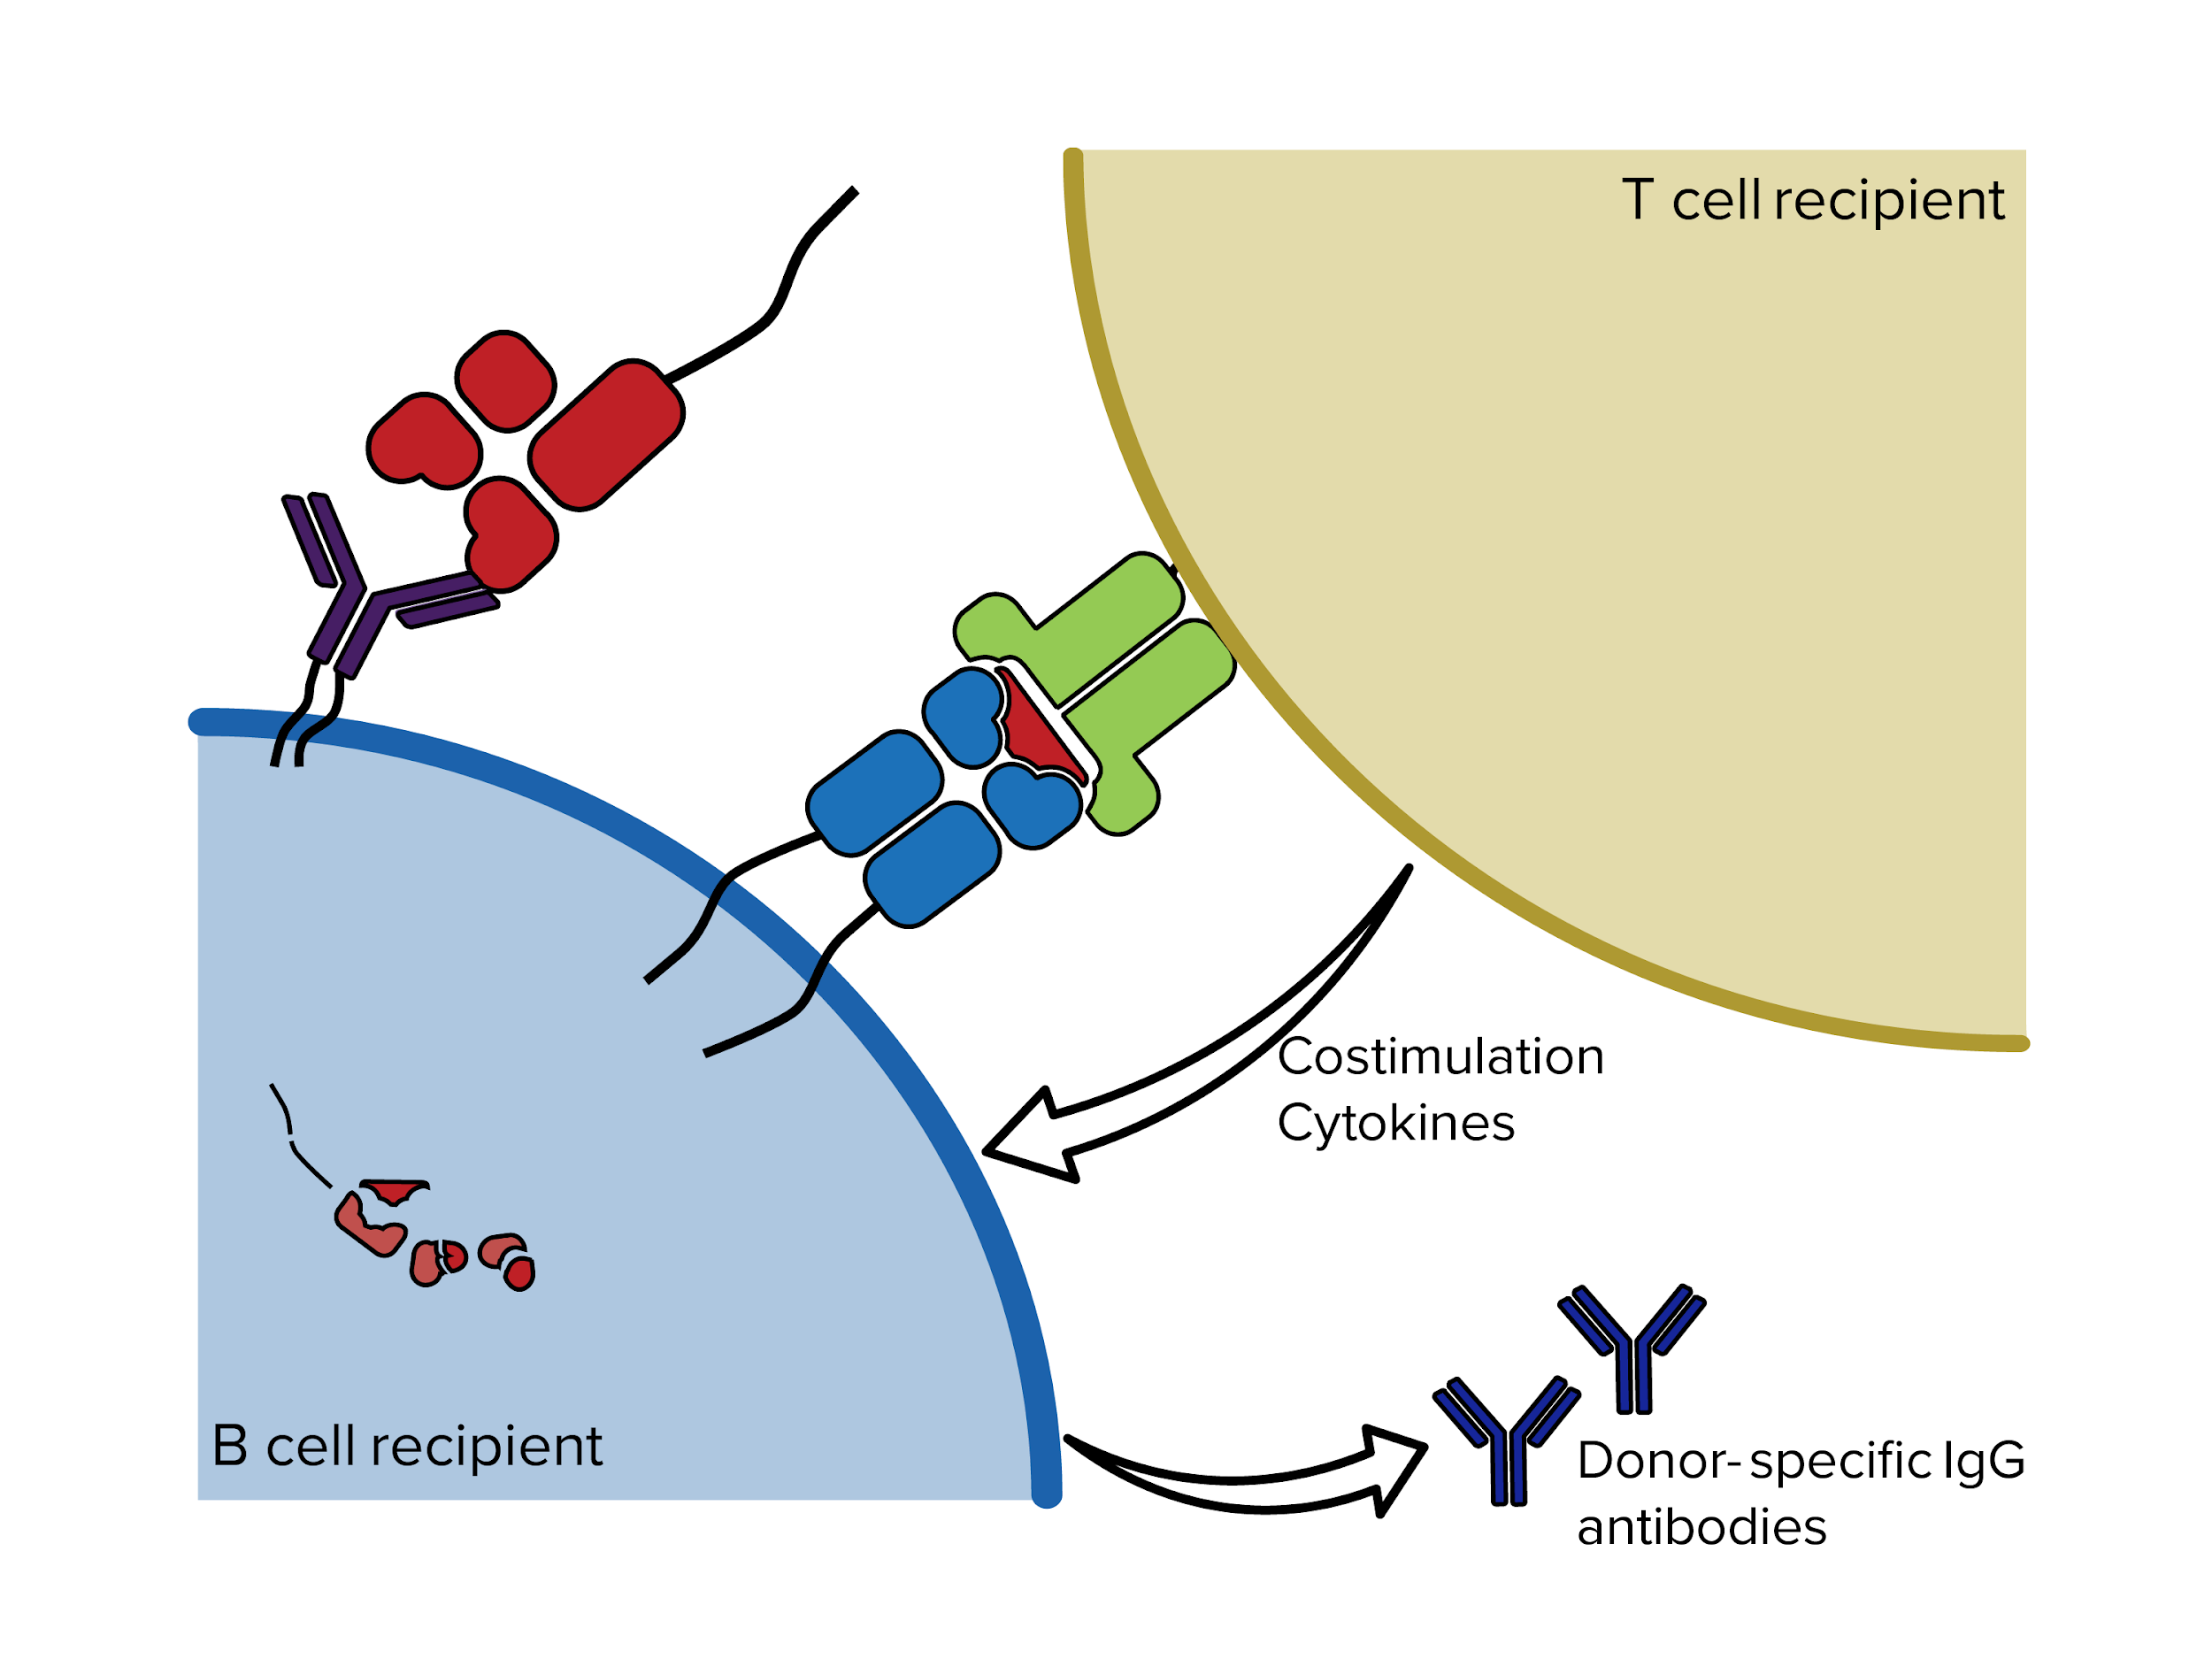 T cell recipient
Costimulation
Cytokines
B cell recipient
Donor-specific IgG
antibodies